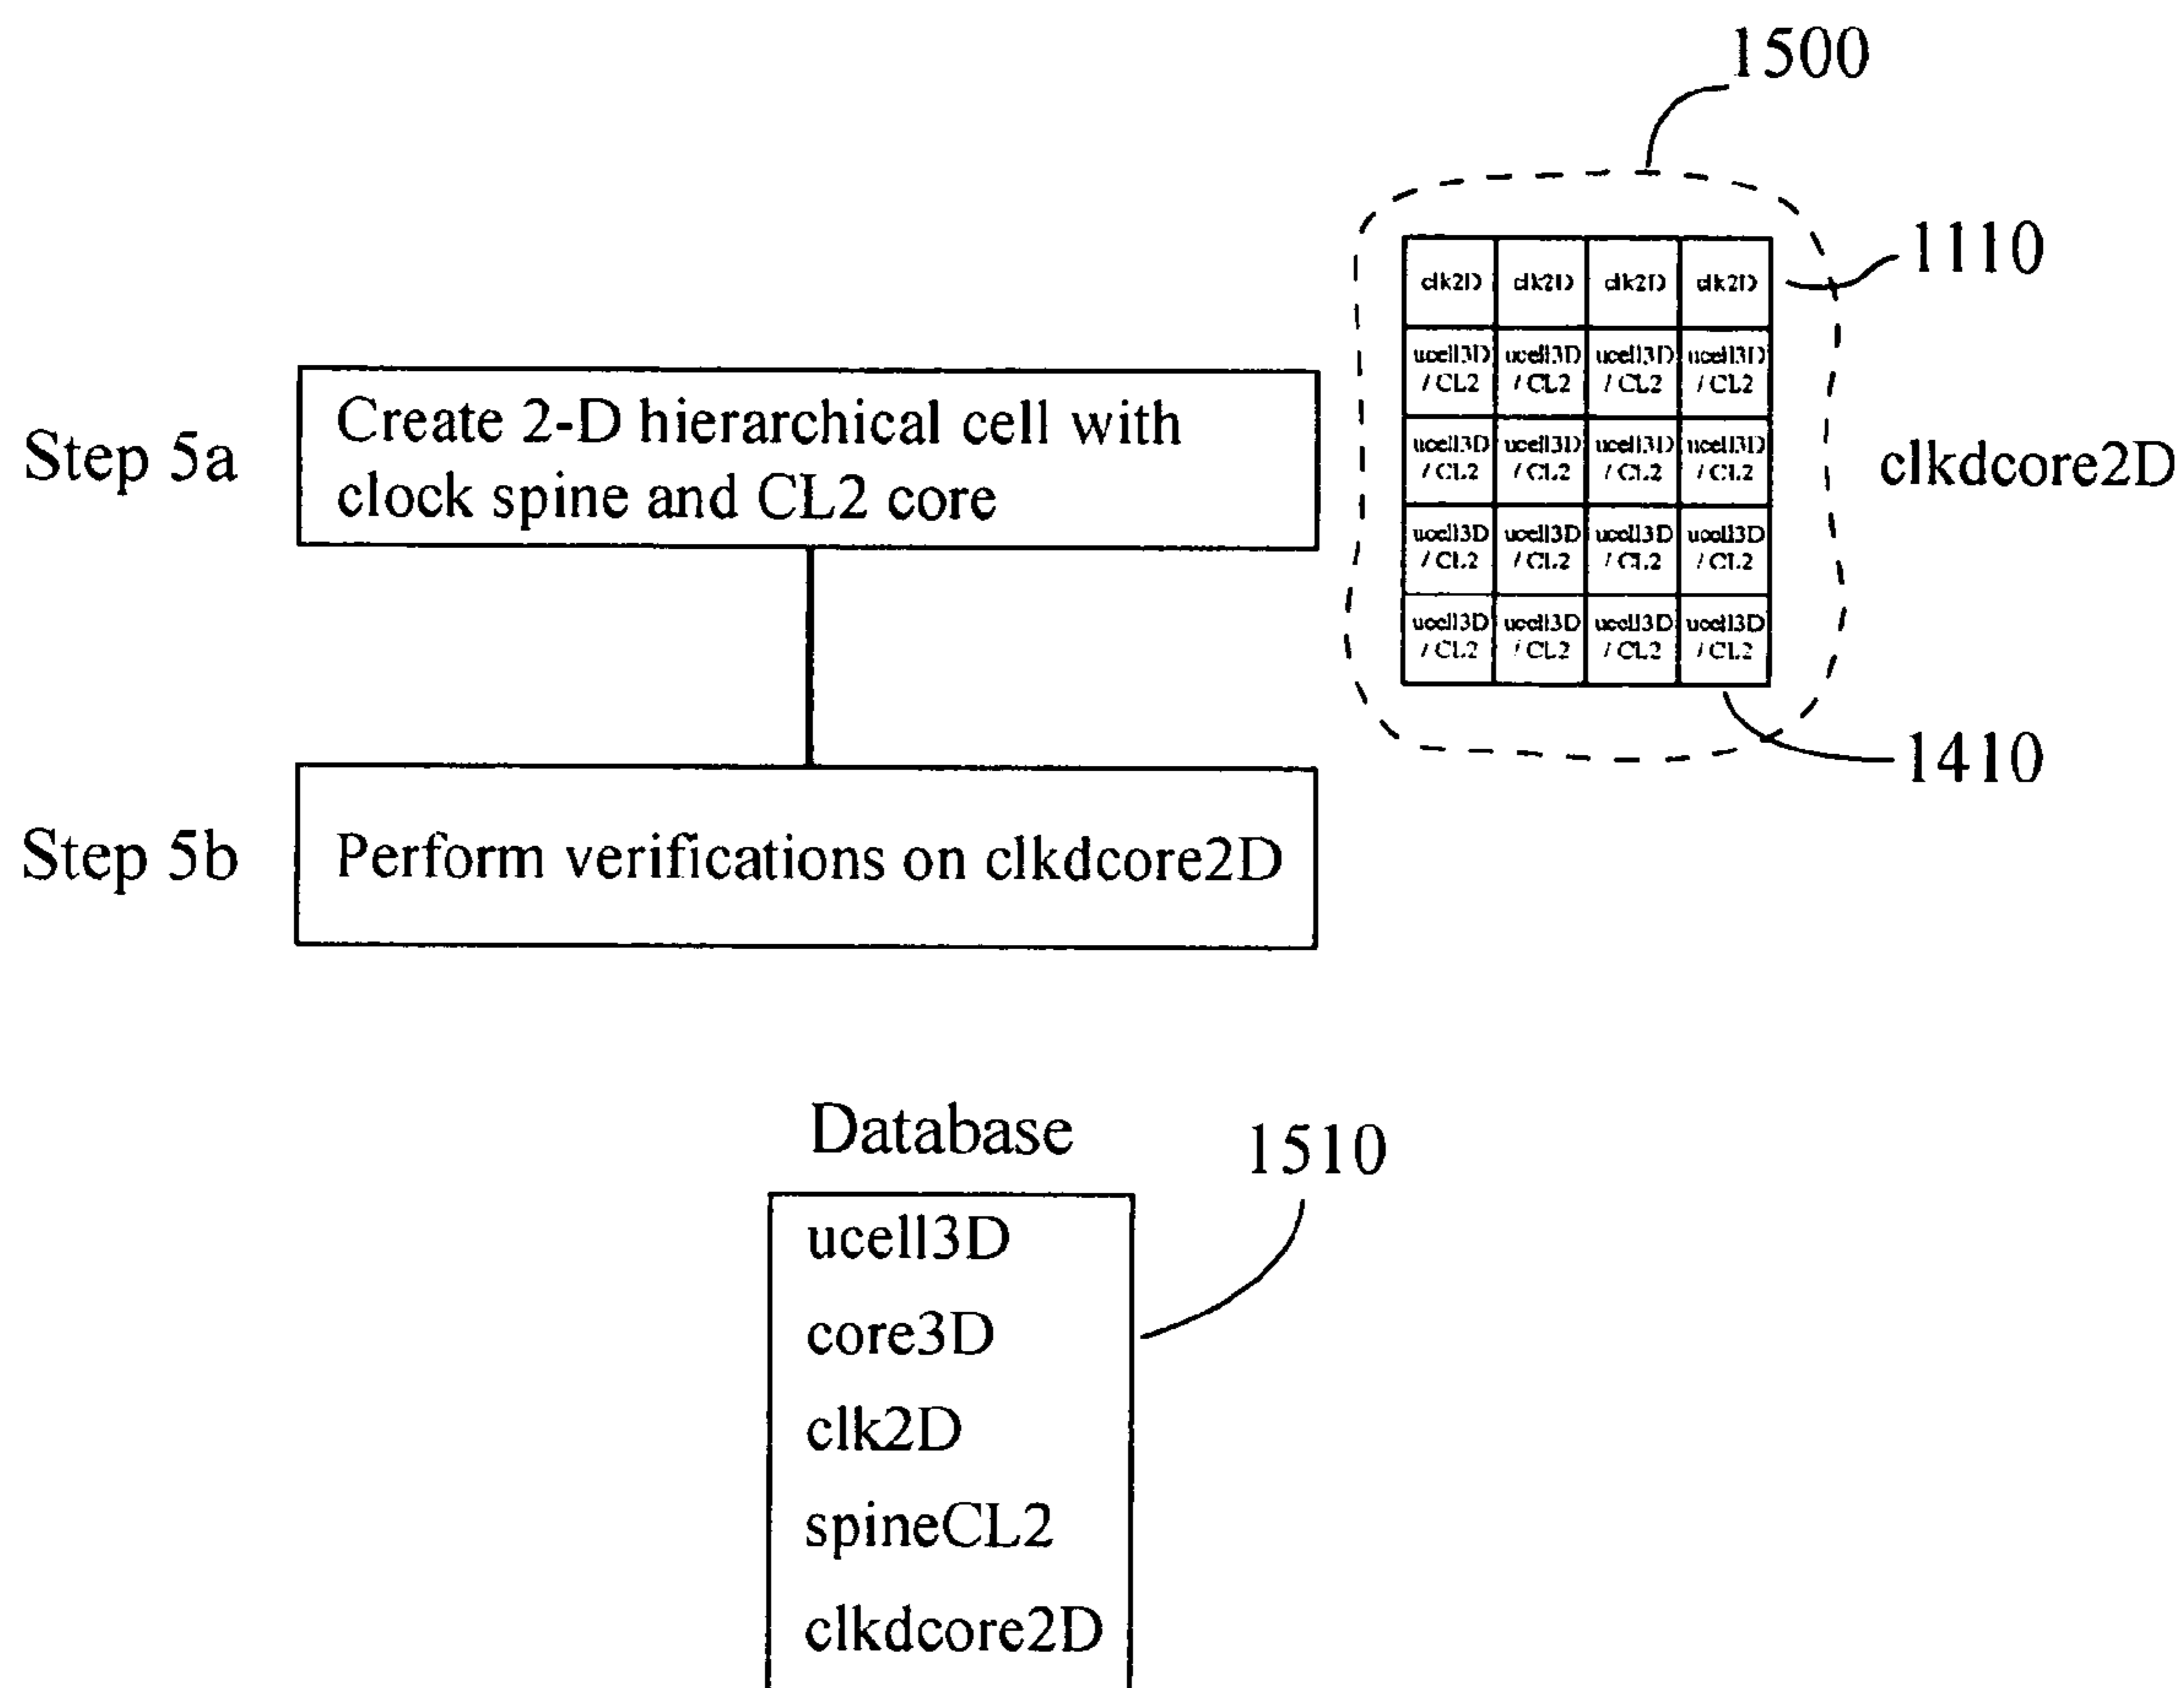 1500
1110
clk2D clk2D clk2D clk2D
ucell3D ucell3D ucell3D ucell3D
/ CL2 / CL2 / CL2 / CL2
ucell3D ucell3D ucell3D ucell3D
/ CL2 / CL2 / CL2 / CL2
ucell3D ucell3D ucell3D ucell3D
/ CL2 / CL2 / CL2 / CL2
ucell3D ucell3D ucell3D ucell3D
/ CL2 / CL2 / CL2 / CL2
clkdcore2D
1410
Step 5a
Create 2-D hierarchical cell with
clock spine and CL2 core
Step 5b
Perform verifications on clkdcore2D
Database
1510
ucell3D
core3D
clk2D
spineCL2
clkdcore2D